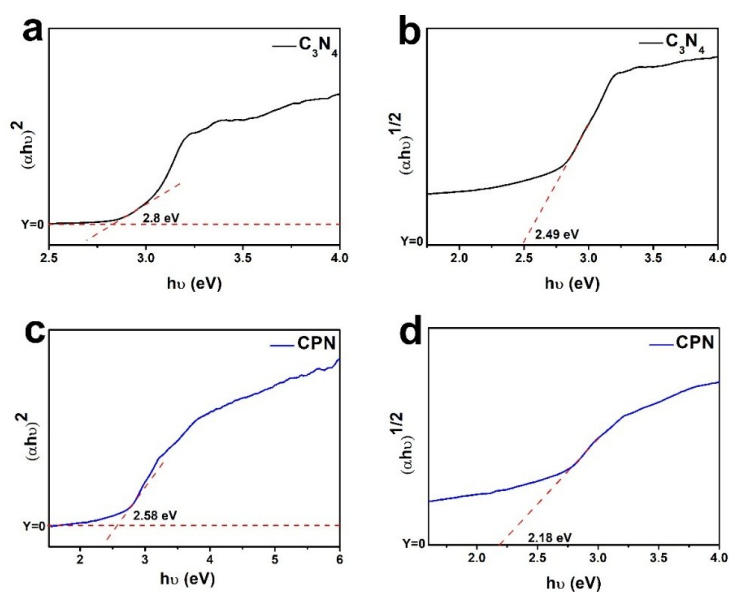 a
C₃N₄
(αhυ)²
2.8 eV
Y=0
2.5 3.0 3.5 4.0
hυ (eV)
b
C₃N₄
(αhυ)¹/²
2.49 eV
Y=0
2.0 2.5 3.0 3.5 4.0
hυ (eV)
c
CPN
(αhυ)²
2.58 eV
Y=0
2 3 4 5 6
hυ (eV)
d
CPN
(αhυ)¹/²
2.18 eV
Y=0
2.0 2.5 3.0 3.5 4.0
hυ (eV)